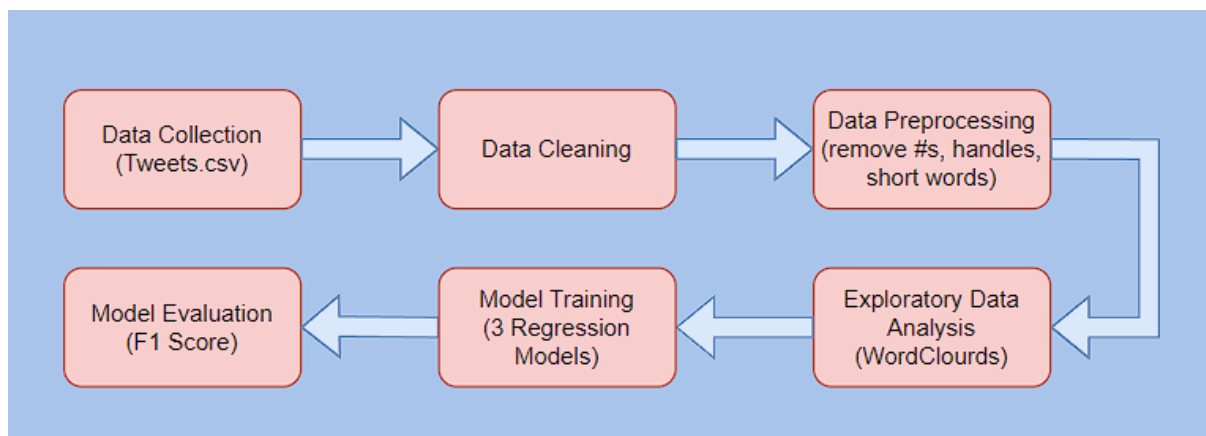 Data Collection
(Tweets.csv)
Data Cleaning
Data Preprocessing
(remove #s, handles,
short words)
Exploratory Data
Analysis
(WordClourds)
Model Training
(3 Regression
Models)
Model Evaluation
(F1 Score)